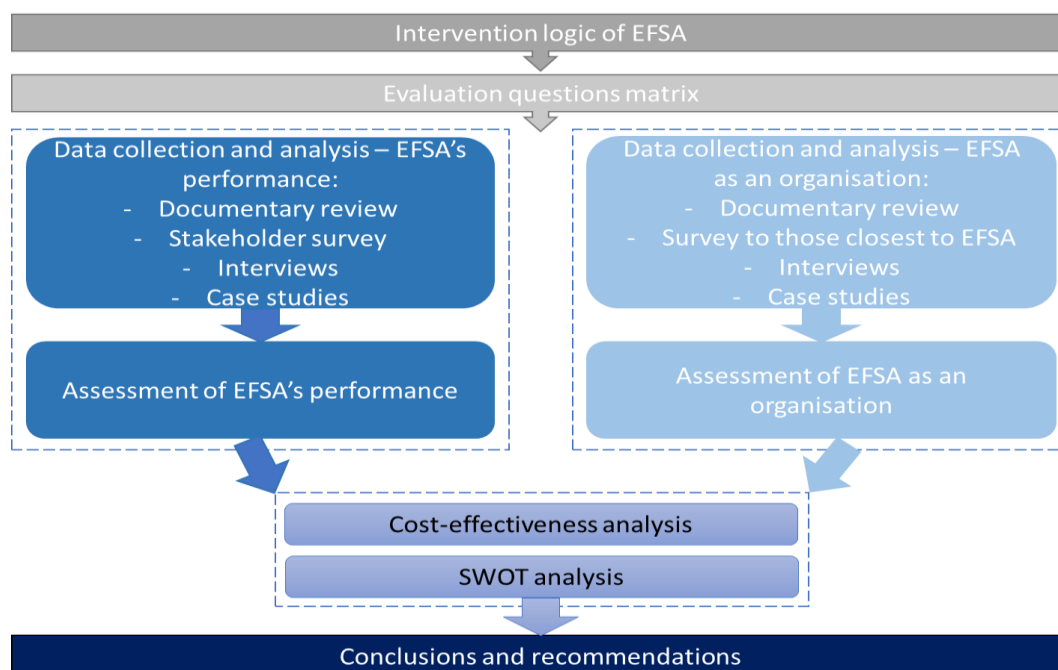 Intervention logic of EFSA
Evaluation questions matrix
Data collection and analysis – EFSA's
performance:
- Documentary review
- Stakeholder survey
- Interviews
- Case studies
Assessment of EFSA's performance
Data collection and analysis – EFSA
as an organisation:
- Documentary review
- Survey to those closest to EFSA
- Interviews
- Case studies
Assessment of EFSA as an
organisation
Cost-effectiveness analysis
SWOT analysis
Conclusions and recommendations